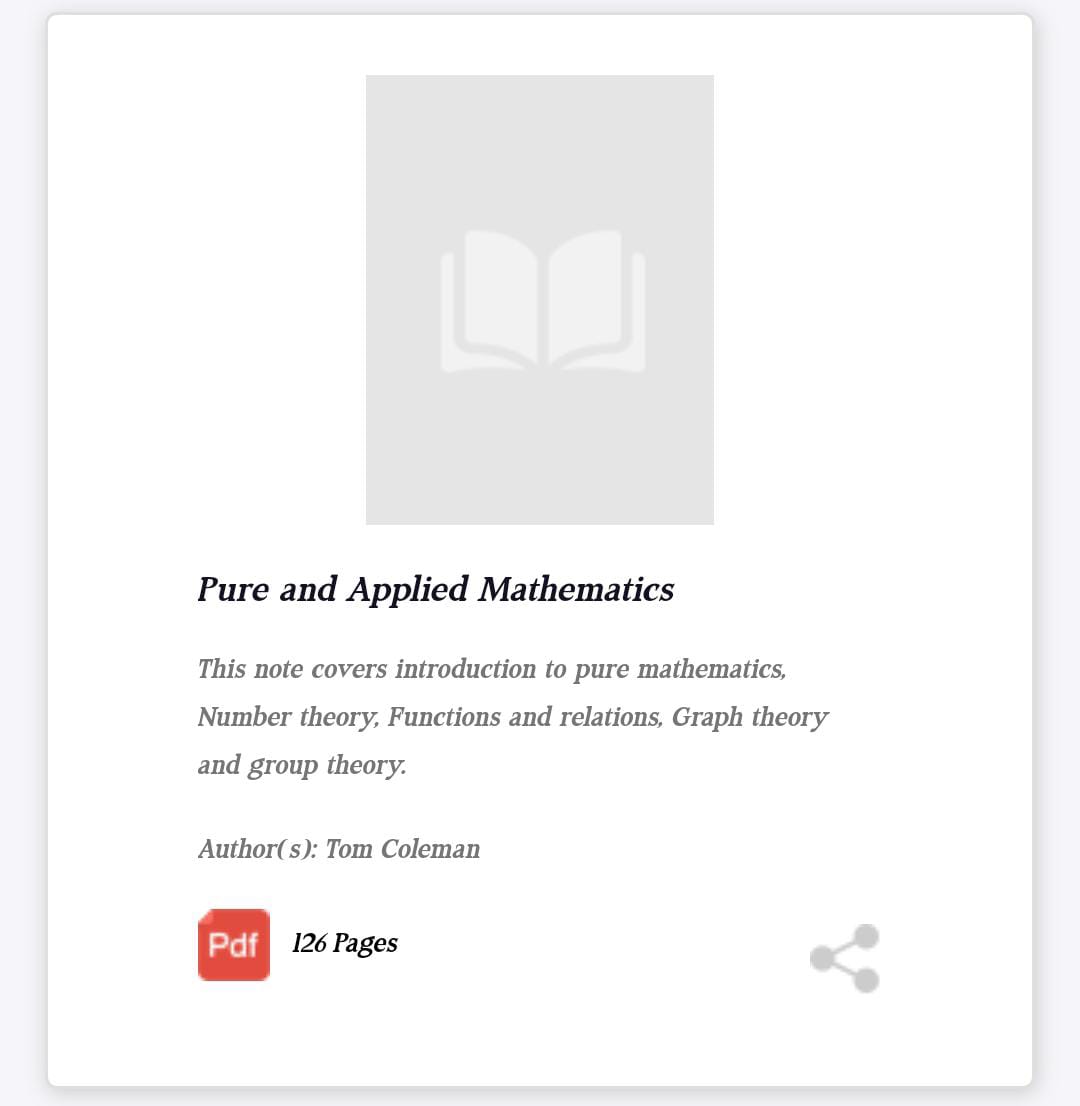 Pure and Applied Mathematics
This note covers introduction to pure mathematics,
Number theory, Functions and relations, Graph theory
and group theory.
Author(s): Tom Coleman
Pdf 126 Pages